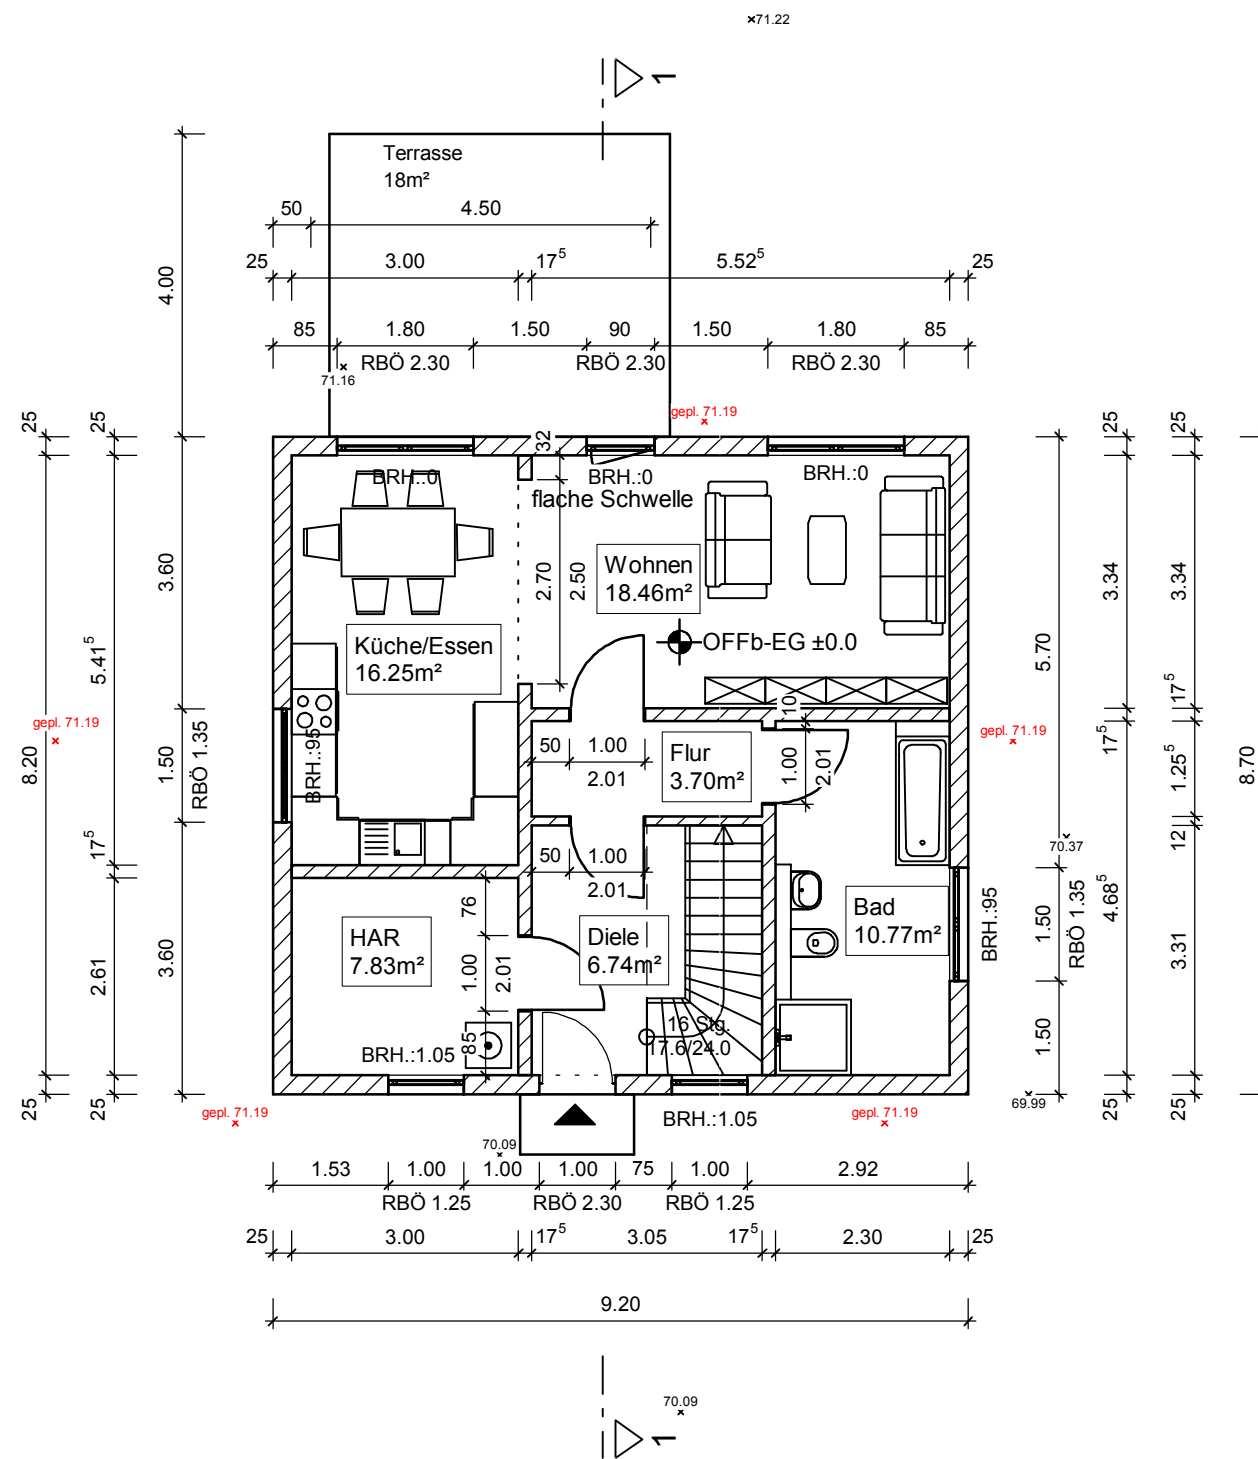 71.22
1
Terrasse
18m²
50 4.50
25 3.00 17⁵ 5.52⁵ 25
85 1.80 1.50 90 1.50 1.80 85
RBÖ 2.30 RBÖ 2.30 RBÖ 2.30
71.16
4.00
gepl. 71.19
25 25 32 25 25
BRH.:0 BRH.:0 BRH.:0
flache Schwelle
3.60 2.70 2.50 3.34 3.34
Wohnen
18.46m²
OFFb-EG ±0.0
Küche/Essen
16.25m²
5.41⁵ 5.70
gepl. 71.19
8.20
1.50
RBÖ 1.35
BRH.:95
10
17⁵ 17⁵
gepl. 71.19
50 1.00
2.01
Flur
3.70m²
1.00
2.01
1.25⁵
8.70
17⁵
70.37
12
50 1.00
2.01
76
HAR
7.83m²
Diele
6.74m²
Bad
10.77m²
BRH.:95
1.50
RBÖ 1.35
4.68⁵
3.31
2.61
3.60
1.00
2.01
85
16 Stg.
17.6/24.0
1.50
BRH.:1.05
25 25 25 25
69.99
gepl. 71.19
BRH.:1.05
gepl. 71.19
70.09
1.53 1.00 1.00 1.00 75 1.00 2.92
RBÖ 1.25 RBÖ 2.30 RBÖ 1.25
25 3.00 17⁵ 3.05 17⁵ 2.30 25
9.20
70.09
1